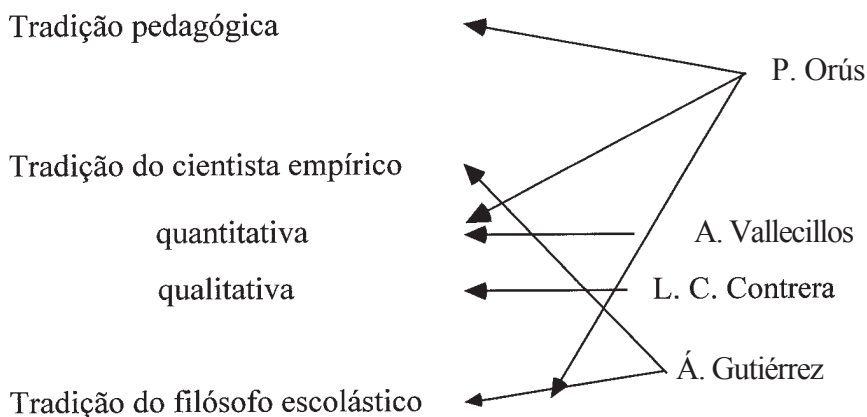 Tradição pedagógica
P. Orús
Tradição do cientista empírico
quantitativa
A. Vallecillos
qualitativa
L. C. Contrera
Á. Gutiérrez
Tradição do filósofo escolástico